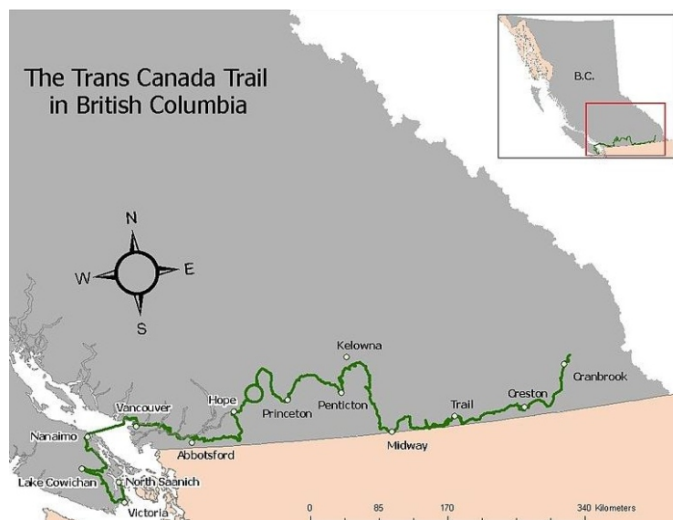 The Trans Canada Trail
in British Columbia
B.C.
N
W
E
S
Kelowna
Cranbrook
Hope
Princeton
Penticton
Trail
Creston
Vancouver
Nanaimo
Abbotsford
Midway
Lake Cowichan
North Saanich
Victoria
0 85 170 340 Kilometers